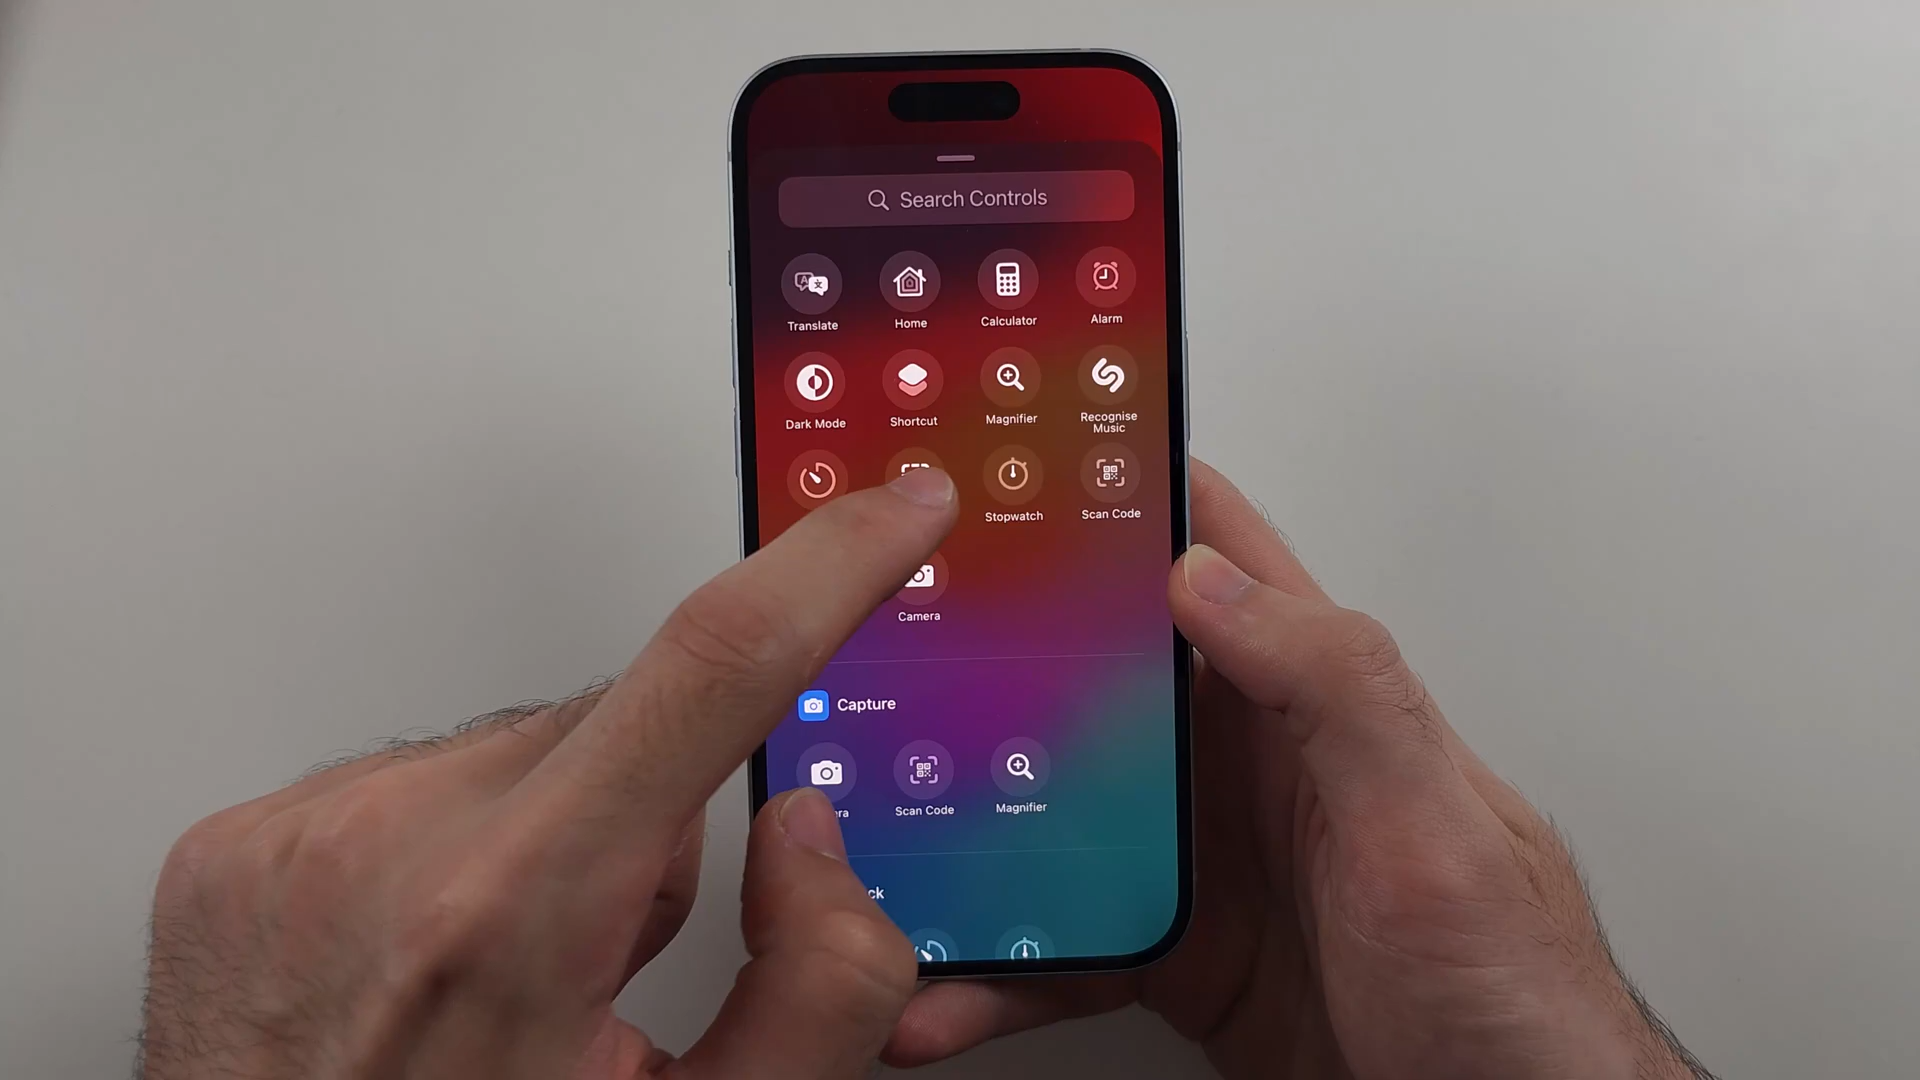 Search Controls
Translate
Home
Calculator
Alarm
Dark Mode
Shortcut
Magnifier
Recognise
Music
Stopwatch
Scan Code
Camera
Capture
Scan Code
Magnifier